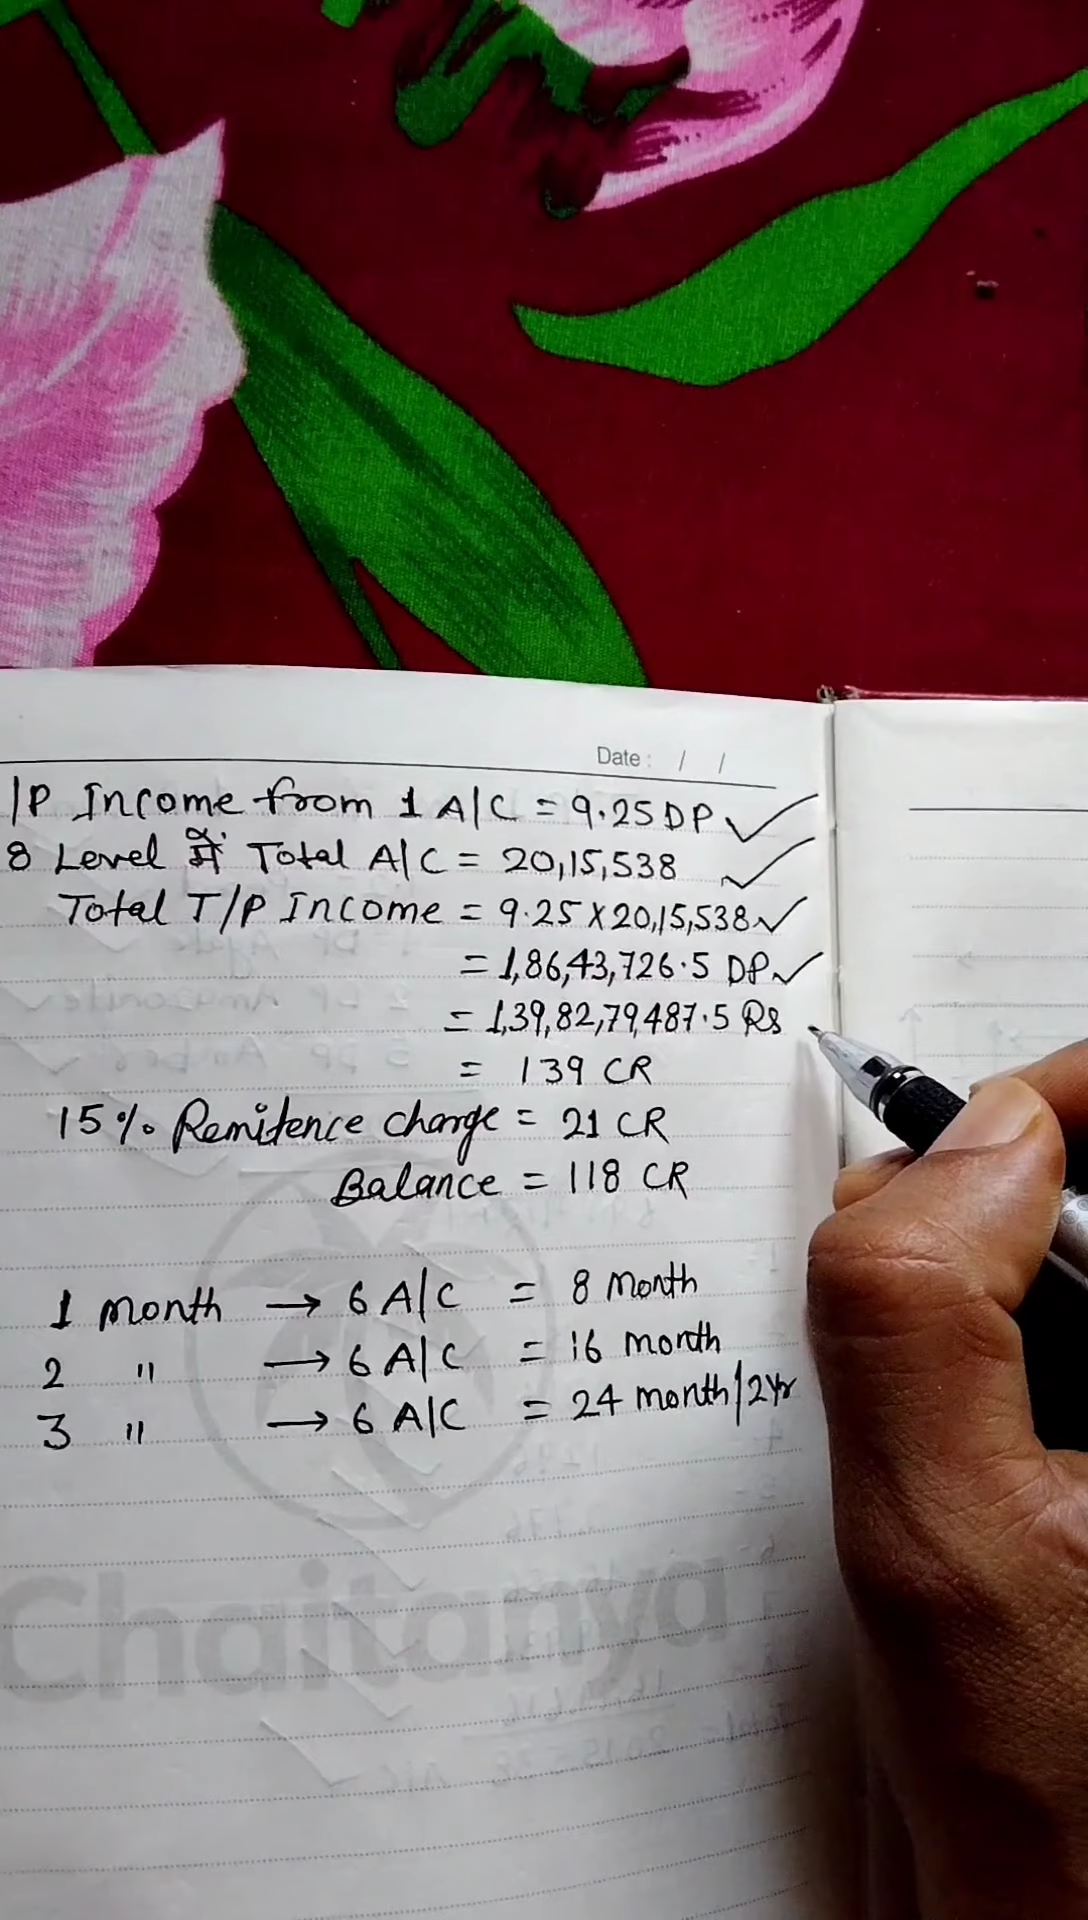 Date : / /
/P Income from 1 A/C = 9.25 DP
8 Level में Total A/C = 20,15,538
Total T/P Income = 9.25 X 20,15,538
= 1,86,43,726.5 DP
= 1,39,82,79,487.5 Rs
= 139 CR
15% Remitence charge = 21 CR
Balance = 118 CR
1 month → 6 A/C = 8 month
2 " → 6 A/C = 16 month
3 " → 6 A/C = 24 month/2Yr
Chaitanya